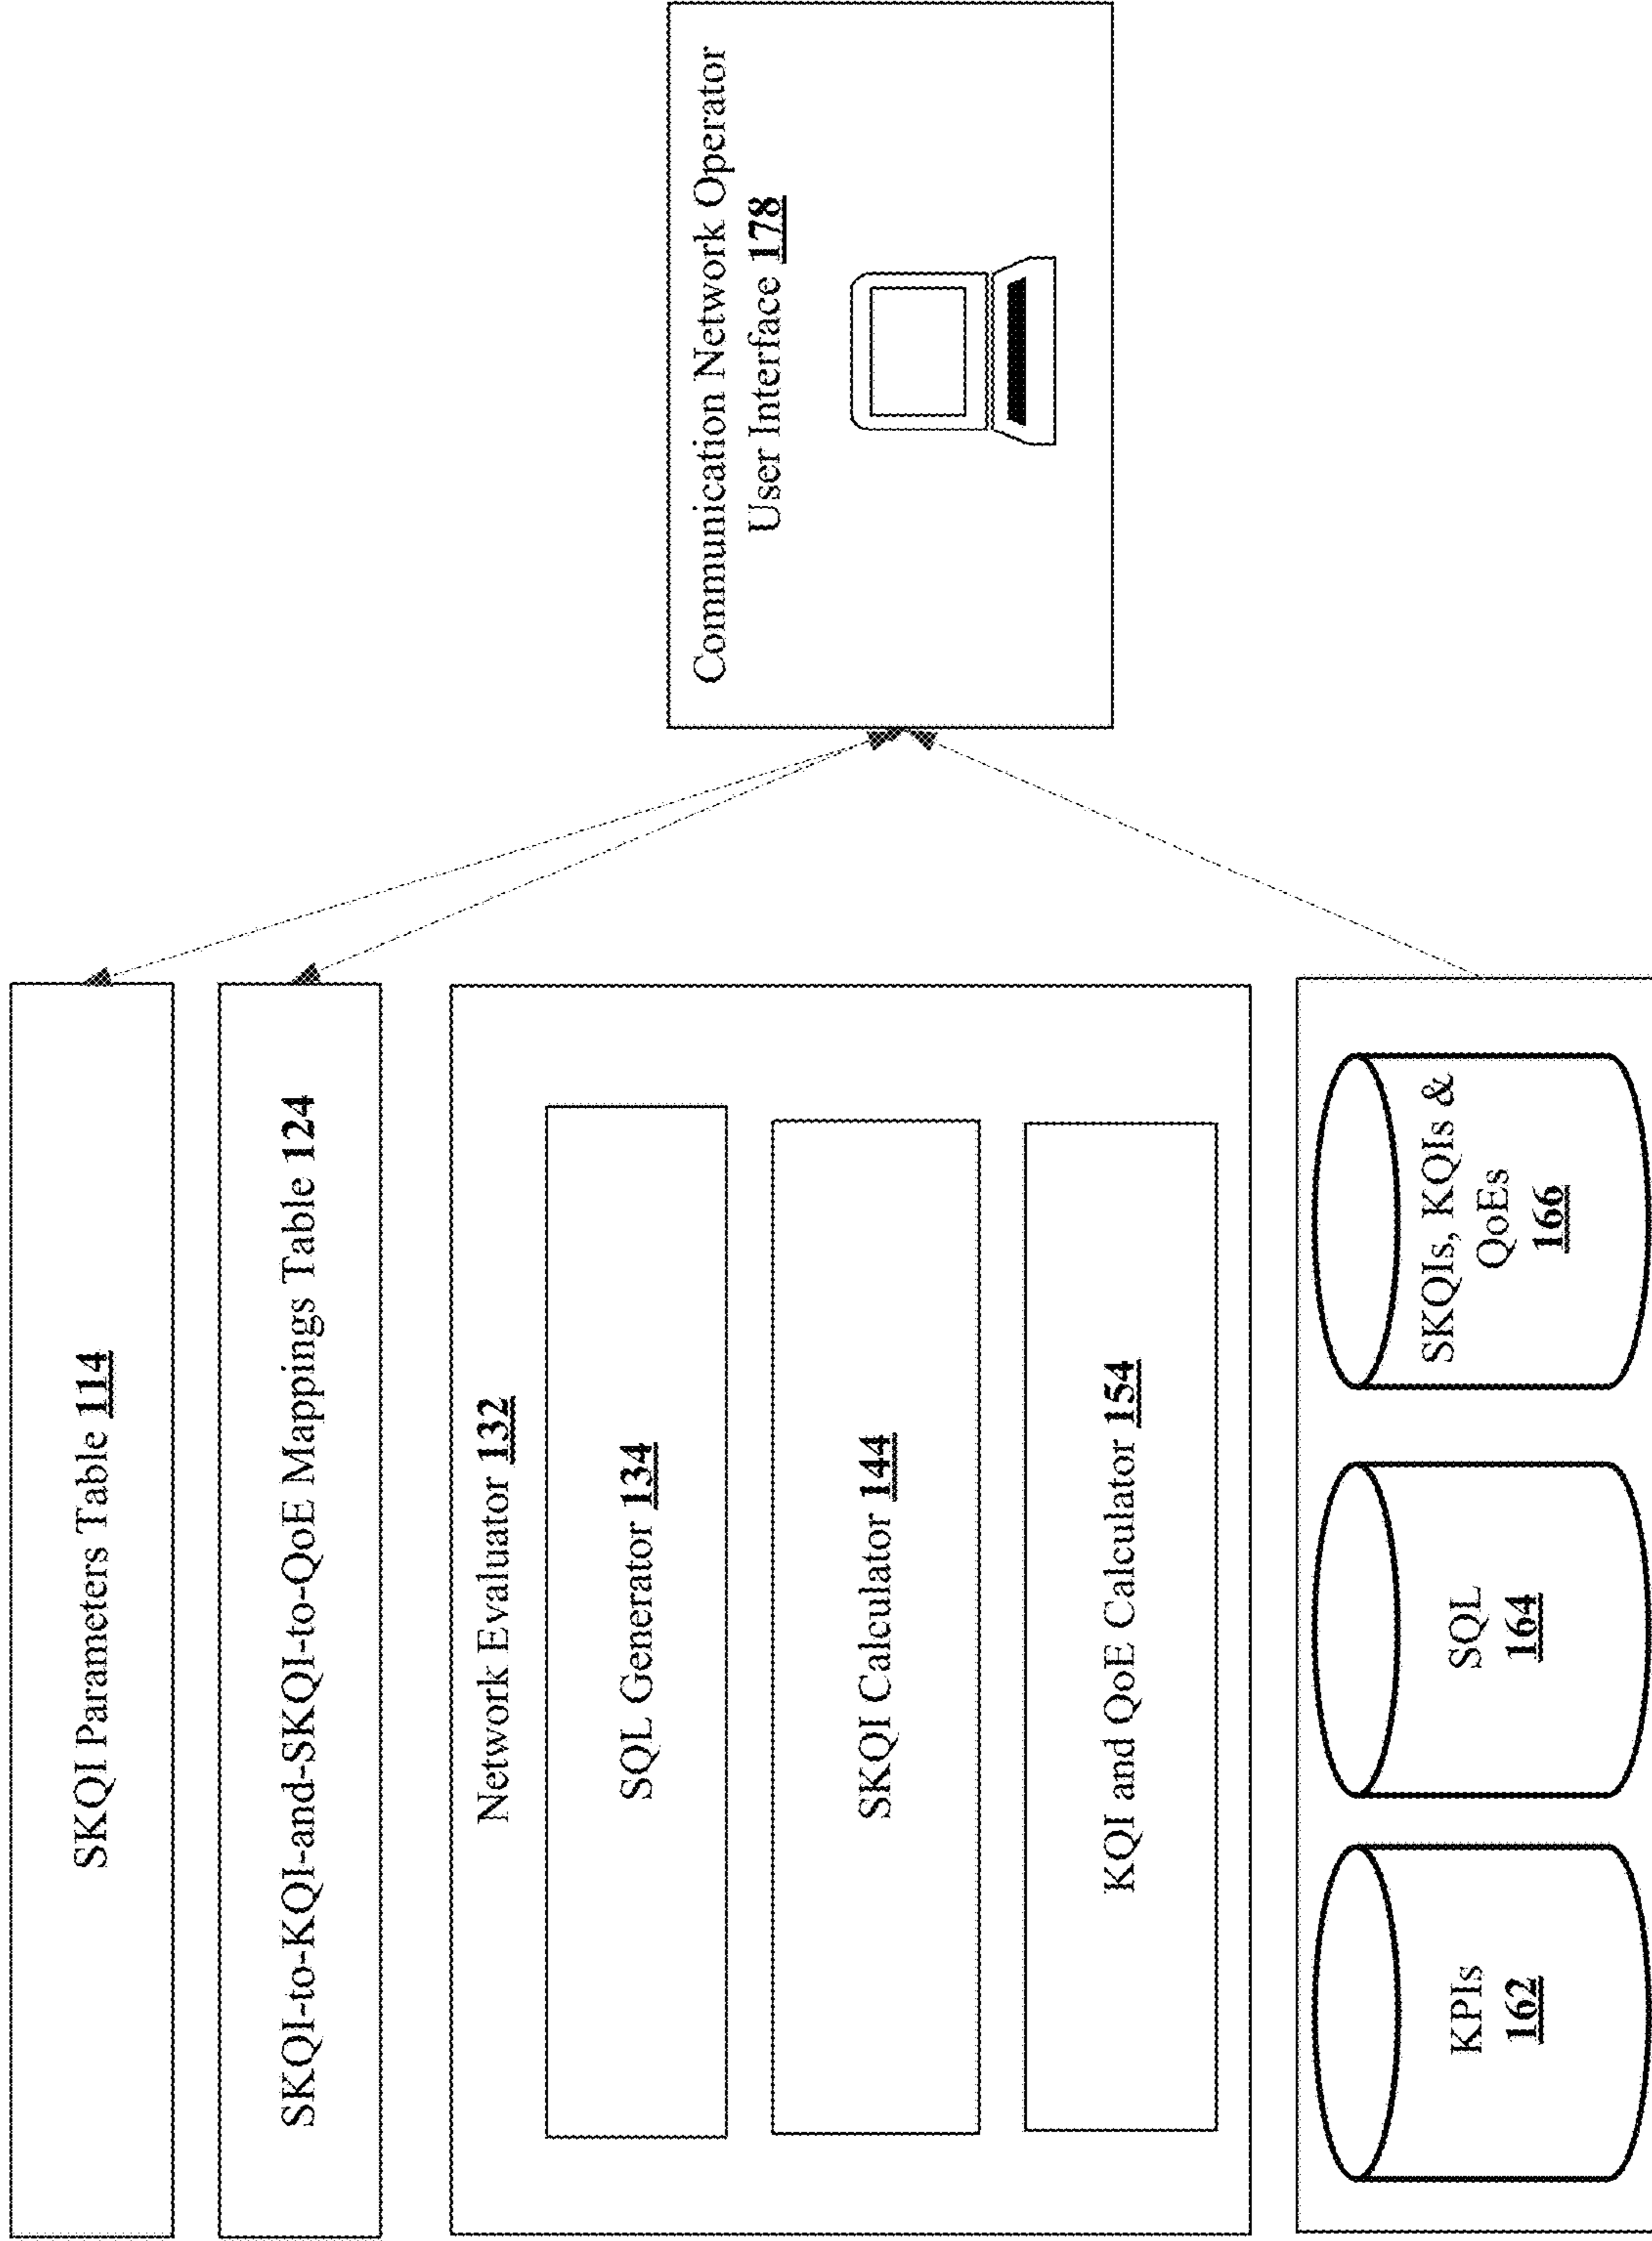 SKQI Parameters Table 114
SKQI-to-KQI-and-SKQI-to-QoE Mappings Table 124
Network Evaluator 132
SQL Generator 134
SKQI Calculator 144
KQI and QoE Calculator 154
KPIs
162
SQL
164
SKQIs, KQIs &
QoEs
166
Communication Network Operator
User Interface 178